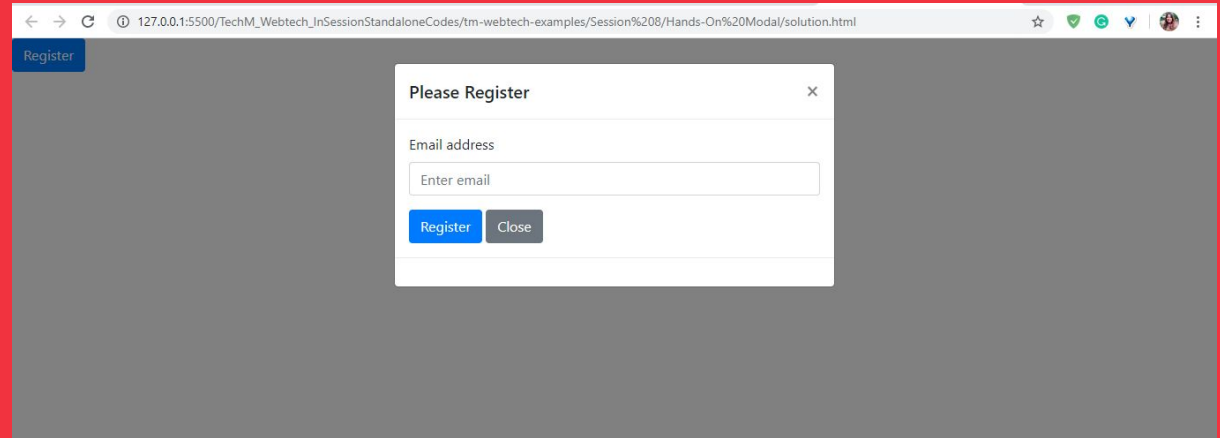 127.0.0.1:5500/TechM_Webtech_InSessionStandaloneCodes/tm-webtech-examples/Session%208/Hands-On%20Modal/solution.html
Register
Please Register ×
Email address
Enter email
Register Close